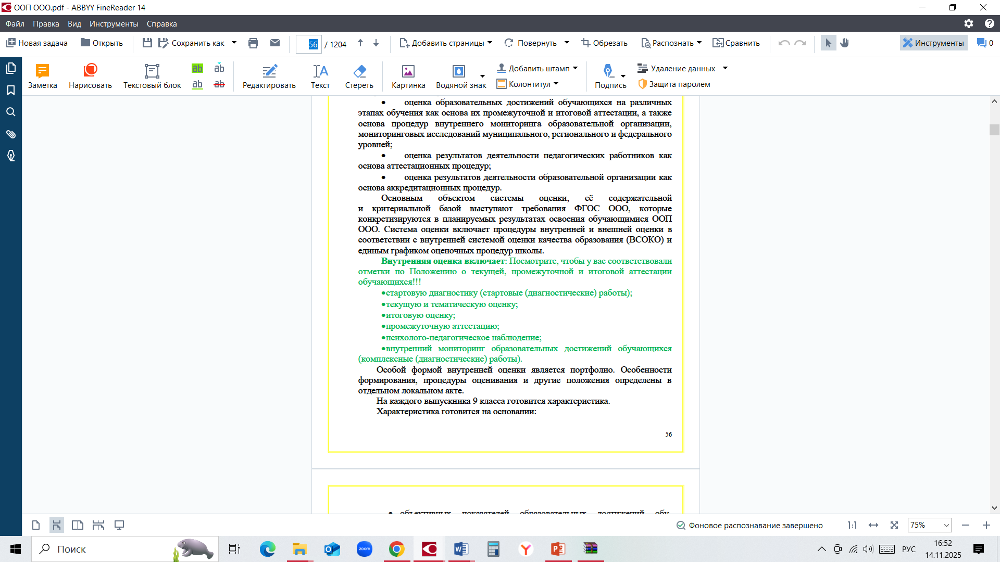 ООП ООО.pdf - ABBYY FineReader 14
Файл Правка Вид Инструменты Справка
Новая задача Открыть Сохранить как 56 / 1204 Добавить страницы Повернуть Обрезать Распознать Сравнить Инструменты 0
Заметка Нарисовать Текстовый блок ab ab ab ab Редактировать Текст Стереть Картинка Водяной знак Добавить штамп Колонтитул Подпись Удаление данных Защита паролем
• оценка образовательных достижений обучающихся на различных
этапах обучения как основа их промежуточной и итоговой аттестации, а также
основа процедур внутреннего мониторинга образовательной организации,
мониторинговых исследований муниципального, регионального и федерального
уровней;
• оценка результатов деятельности педагогических работников как
основа аттестационных процедур;
• оценка результатов деятельности образовательной организации как
основа аккредитационных процедур.
Основным объектом системы оценки, её содержательной
и критериальной базой выступают требования ФГОС ООО, которые
конкретизируются в планируемых результатах освоения обучающимися ООП
ООО. Система оценки включает процедуры внутренней и внешней оценки в
соответствии с внутренней системой оценки качества образования (ВСОКО) и
единым графиком оценочных процедур школы.
Внутренняя оценка включает: Посмотрите, чтобы у вас соответствовали
отметки по Положению о текущей, промежуточной и итоговой аттестации
обучающихся!!!
•стартовую диагностику (стартовые (диагностические) работы);
•текущую и тематическую оценку;
•итоговую оценку;
•промежуточную аттестацию;
•психолого-педагогическое наблюдение;
•внутренний мониторинг образовательных достижений обучающихся
(комплексные (диагностические) работы).
Особой формой внутренней оценки является портфолио. Особенности
формирования, процедуры оценивания и другие положения определены в
отдельном локальном акте.
На каждого выпускника 9 класса готовится характеристика.
Характеристика готовится на основании:
56
• объективных показателей образовательных достижений обу-
Фоновое распознавание завершено 1:1 75%
Поиск zoom РУС 16:52
14.11.2025